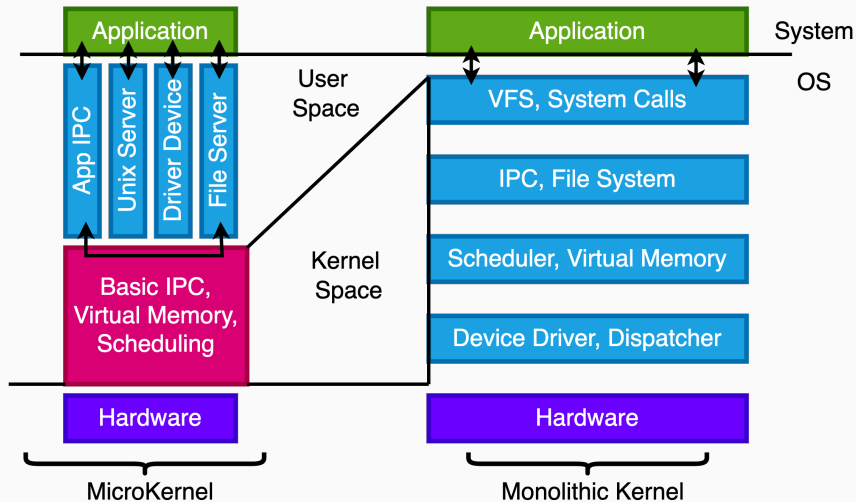 Application
App IPC
Unix Server
Driver Device
File Server
Basic IPC,
Virtual Memory,
Scheduling
Hardware
MicroKernel
User
Space
Kernel
Space
Application
System
OS
VFS, System Calls
IPC, File System
Scheduler, Virtual Memory
Device Driver, Dispatcher
Hardware
Monolithic Kernel